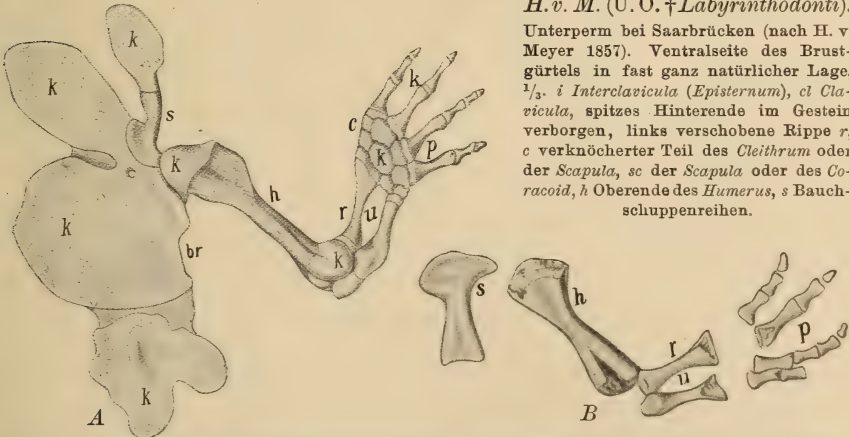 H. v. M. (U. O. † Labyrinthodonti).
Unterperm bei Saarbrücken (nach H. v.
Meyer 1857). Ventralseite des Brust-
gürtels in fast ganz natürlicher Lage.
¹/₃. i Interclavicula (Episternum), cl Cla-
vicula, spitzes Hinterende im Gestein
verborgen, links verschobene Rippe r,
c verknöcherter Teil des Cleithrum oder
der Scapula, sc der Scapula oder des Co-
racoid, h Oberende des Humerus, s Bauch-
schuppenreihen.
k
k
s
k
k
br
k
A
h
r
u
k
c
k
k
p
s
h
r
u
B
p